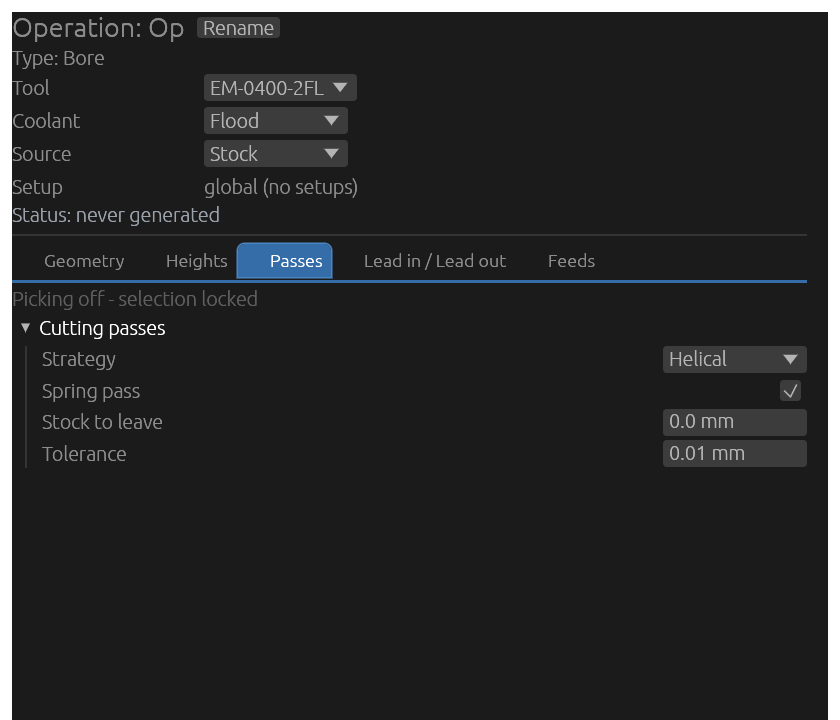 Operation: Op Rename
Type: Bore
Tool EM-0400-2FL
Coolant Flood
Source Stock
Setup global (no setups)
Status: never generated
Geometry Heights Passes Lead in / Lead out Feeds
Picking off - selection locked
Cutting passes
Strategy Helical
Spring pass
Stock to leave 0.0 mm
Tolerance 0.01 mm